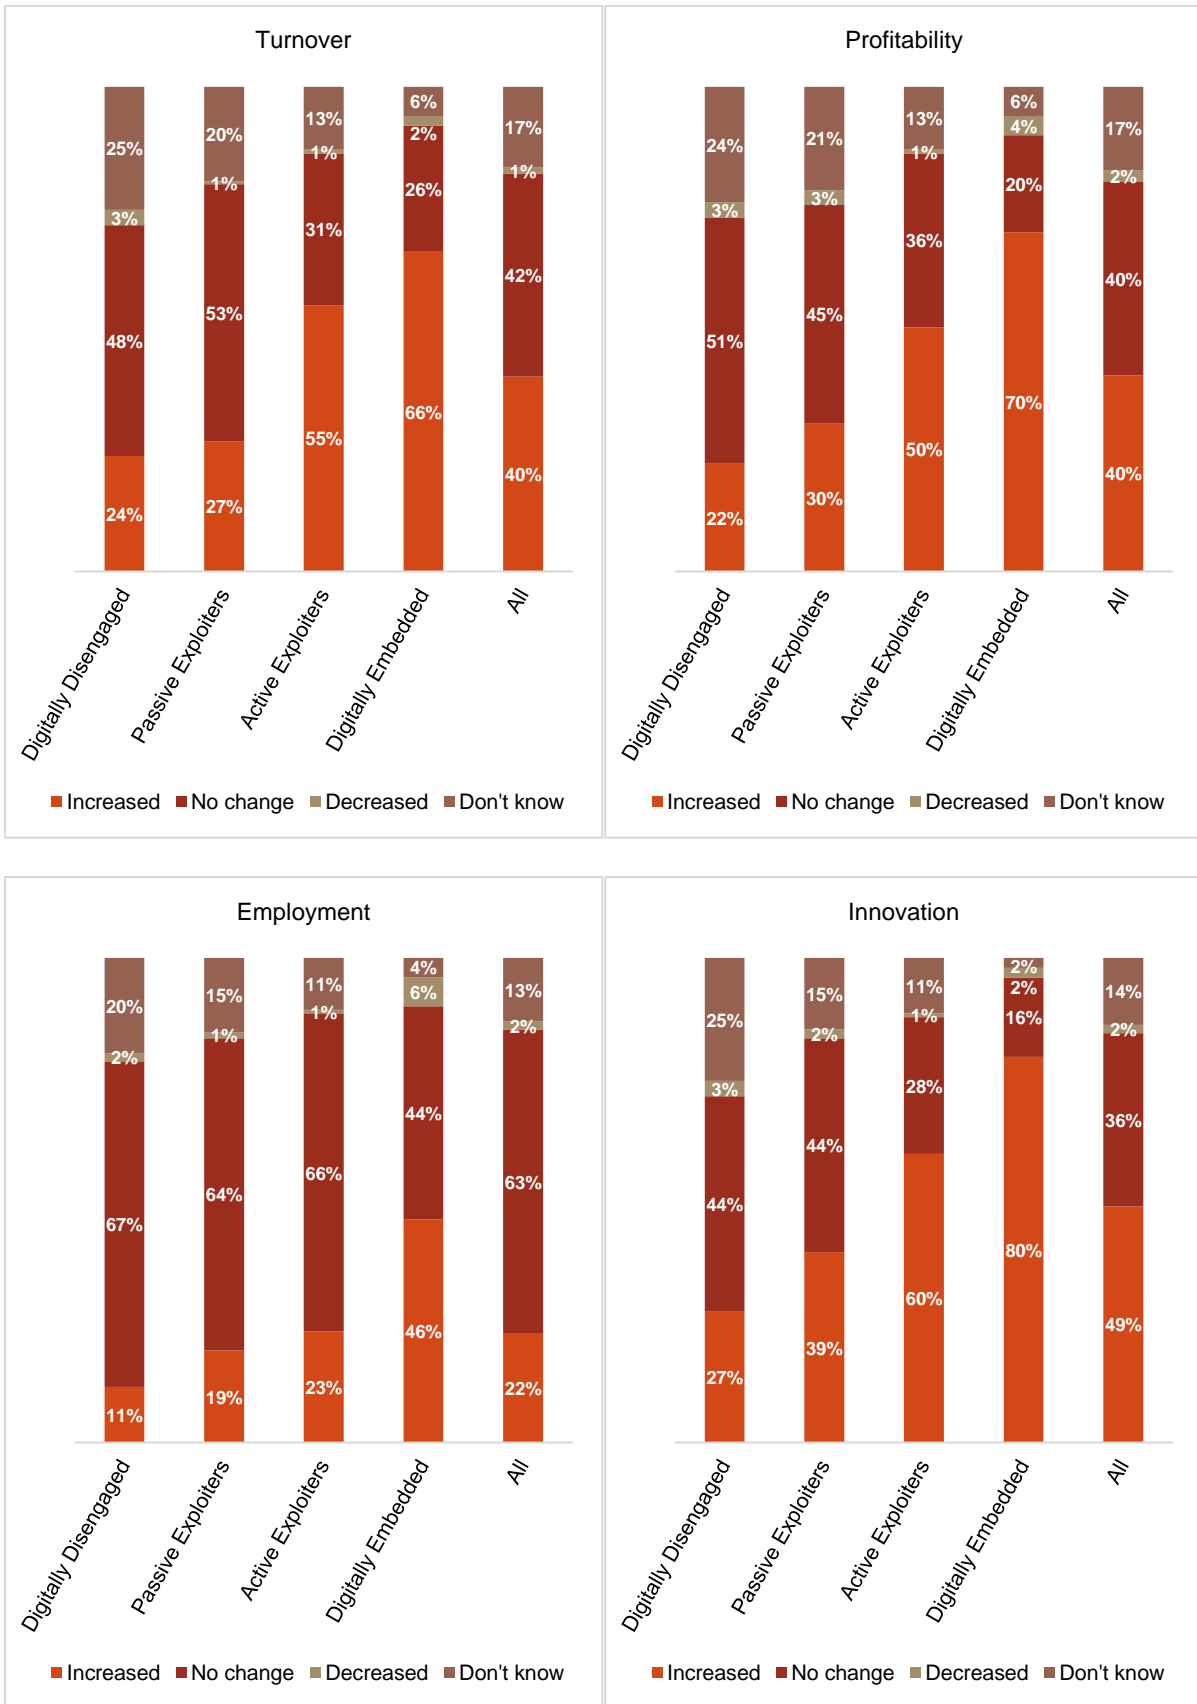 Turnover
25% 20% 13% 6% 17%
3% 1% 1% 2% 1%
48% 53% 31% 26% 42%
24% 27% 55% 66% 40%
Digitally Disengaged
Passive Exploiters
Active Exploiters
Digitally Embedded
All
Increased No change Decreased Don't know
Profitability
24% 21% 13% 6% 17%
3% 3% 1% 4% 2%
51% 45% 36% 20% 40%
22% 30% 50% 70% 40%
Digitally Disengaged
Passive Exploiters
Active Exploiters
Digitally Embedded
All
Increased No change Decreased Don't know
Employment
20% 15% 11% 4% 13%
2% 1% 1% 6% 2%
67% 64% 66% 44% 63%
11% 19% 23% 46% 22%
Digitally Disengaged
Passive Exploiters
Active Exploiters
Digitally Embedded
All
Increased No change Decreased Don't know
Innovation
25% 15% 11% 2% 14%
3% 2% 1% 2% 2%
44% 44% 28% 16% 36%
27% 39% 60% 80% 49%
Digitally Disengaged
Passive Exploiters
Active Exploiters
Digitally Embedded
All
Increased No change Decreased Don't know